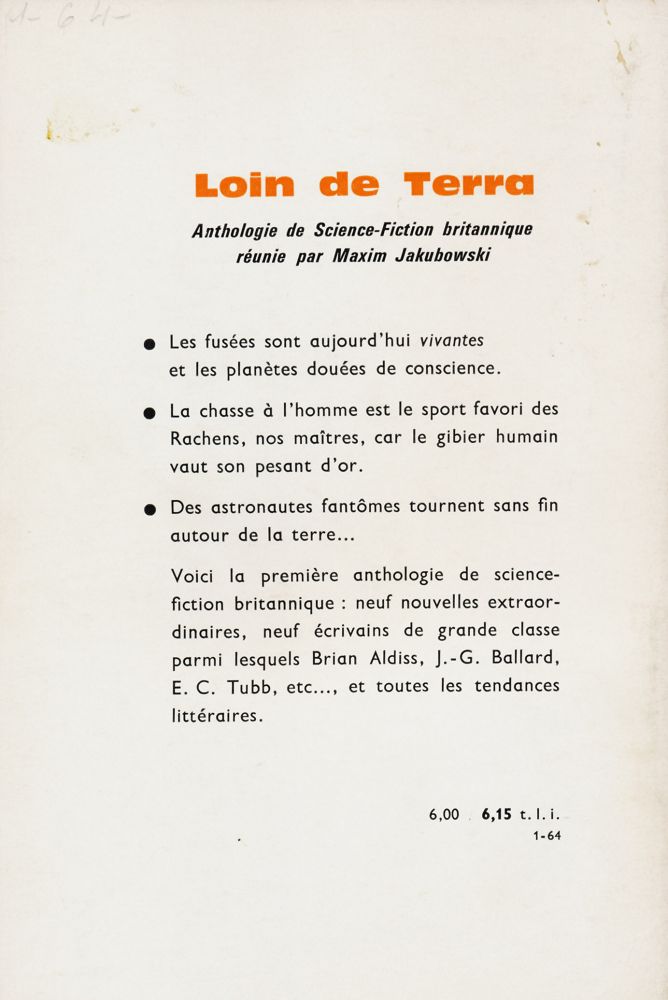 1-64-
Loin de Terra
Anthologie de Science-Fiction britannique
réunie par Maxim Jakubowski
● Les fusées sont aujourd'hui vivantes
et les planètes douées de conscience.
● La chasse à l'homme est le sport favori des
Rachens, nos maîtres, car le gibier humain
vaut son pesant d'or.
● Des astronautes fantômes tournent sans fin
autour de la terre...
Voici la première anthologie de science-
fiction britannique : neuf nouvelles extraor-
dinaires, neuf écrivains de grande classe
parmi lesquels Brian Aldiss, J.-G. Ballard,
E. C. Tubb, etc..., et toutes les tendances
littéraires.
6,00 6,15 t. l. i.
1-64